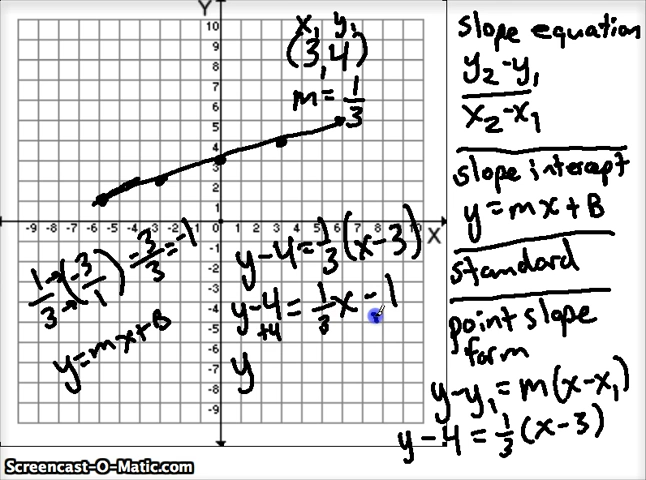 Y
10
9
8
7
6
5
4
3
2
1
-9 -8 -7 -6 -5 -4 -3 -2 -1 0 1 2 3 4 5 6 7 8 9 10 X
-1
-2
-3
-4
-5
-6
-7
-8
-9
x₁ y₁
(3, 4)
m = 1/3
1/3 → (-3/1) = -3/3 = -1
y = mx + B
y - 4 = 1/3 (x - 3)
y - 4 = 1/3 x - 1
+4
y
slope equation
y₂ - y₁
x₂ - x₁
slope intercept
y = mx + B
standard
point slope
form
y - y₁ = m(x - x₁)
y - 4 = 1/3 (x - 3)
Screencast-O-Matic.com